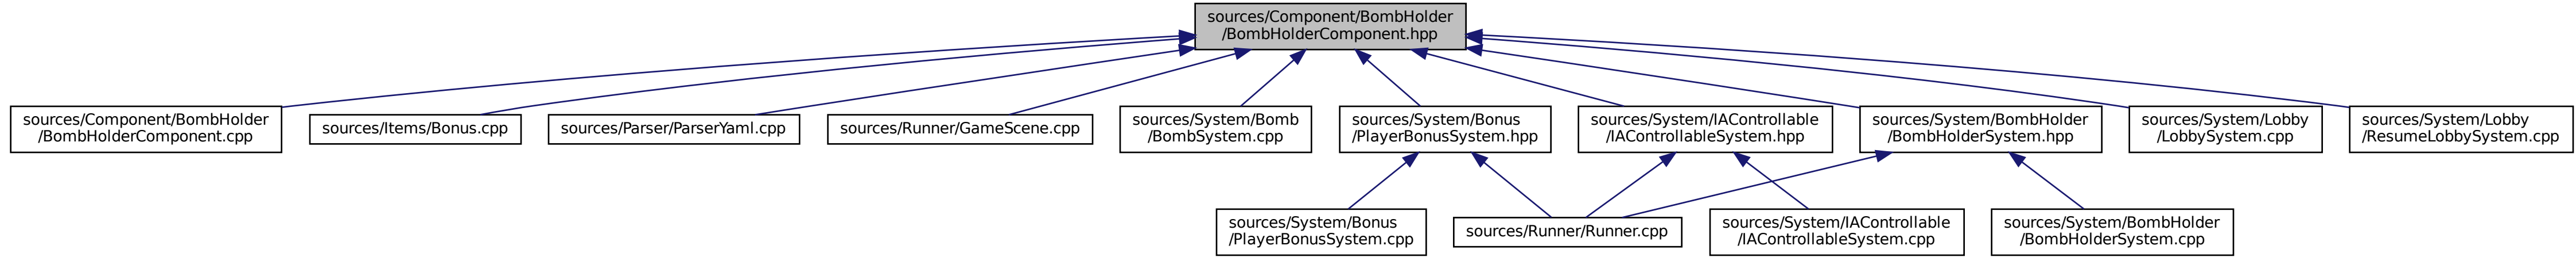 sources/Component/BombHolder
/BombHolderComponent.hpp
sources/Component/BombHolder
/BombHolderComponent.cpp
sources/Items/Bonus.cpp
sources/Parser/ParserYaml.cpp
sources/Runner/GameScene.cpp
sources/System/Bomb
/BombSystem.cpp
sources/System/Bonus
/PlayerBonusSystem.hpp
sources/System/IAControllable
/IAControllableSystem.hpp
sources/System/BombHolder
/BombHolderSystem.hpp
sources/System/Lobby
/LobbySystem.cpp
sources/System/Lobby
/ResumeLobbySystem.cpp
sources/System/Bonus
/PlayerBonusSystem.cpp
sources/Runner/Runner.cpp
sources/System/IAControllable
/IAControllableSystem.cpp
sources/System/BombHolder
/BombHolderSystem.cpp